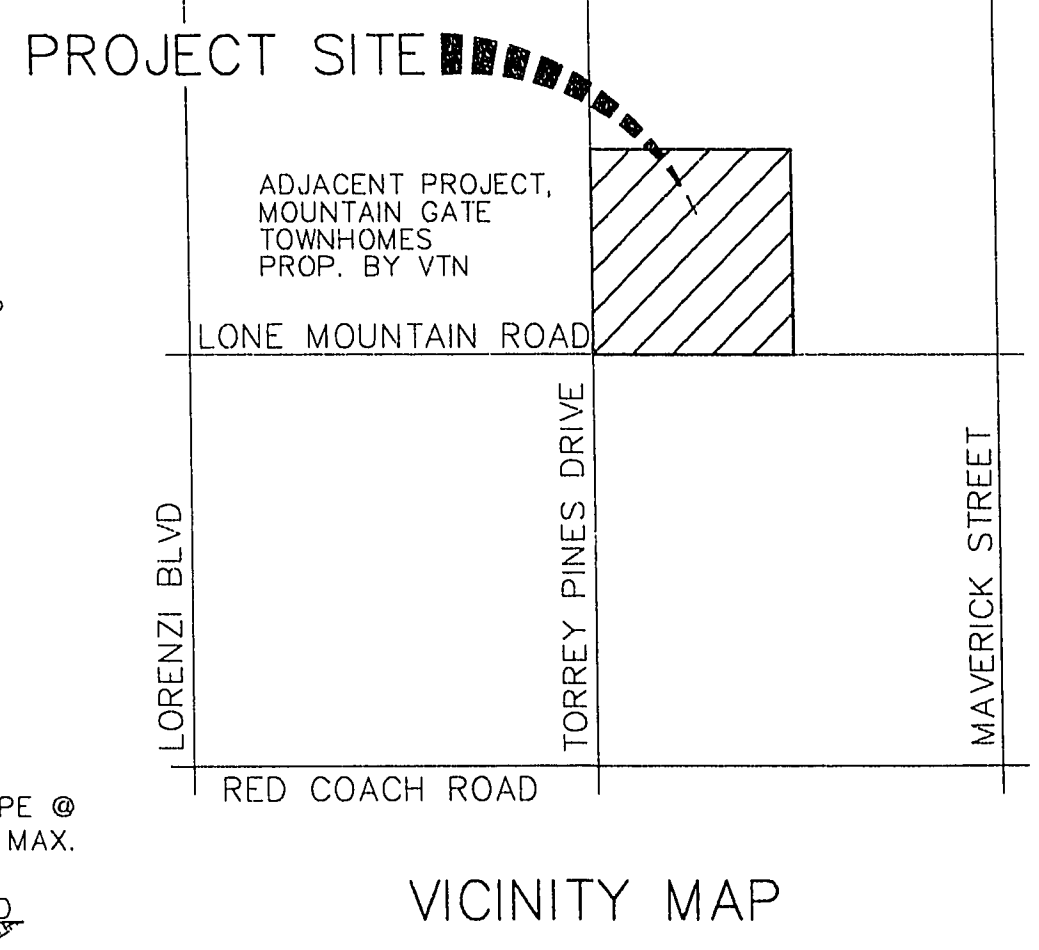 PROJECT SITE
ADJACENT PROJECT,
MOUNTAIN GATE
TOWNHOMES
PROP. BY VTN
LONE MOUNTAIN ROAD
LORENZI BLVD
TORREY PINES DRIVE
MAVERICK STREET
RED COACH ROAD
PE @
MAX.
VICINITY MAP